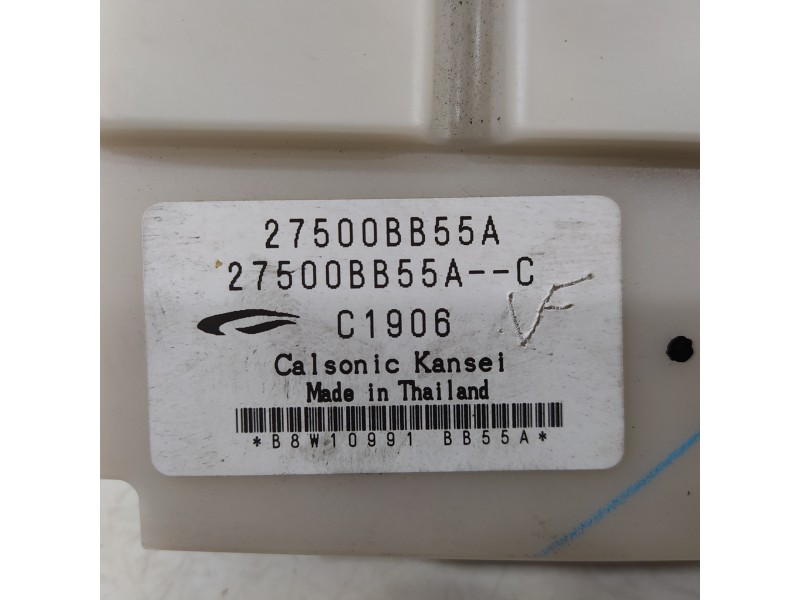 27500BB55A
27500BB55A--C
C1906
VF
Calsonic Kansei
Made in Thailand
*B8W10991 BB55A*